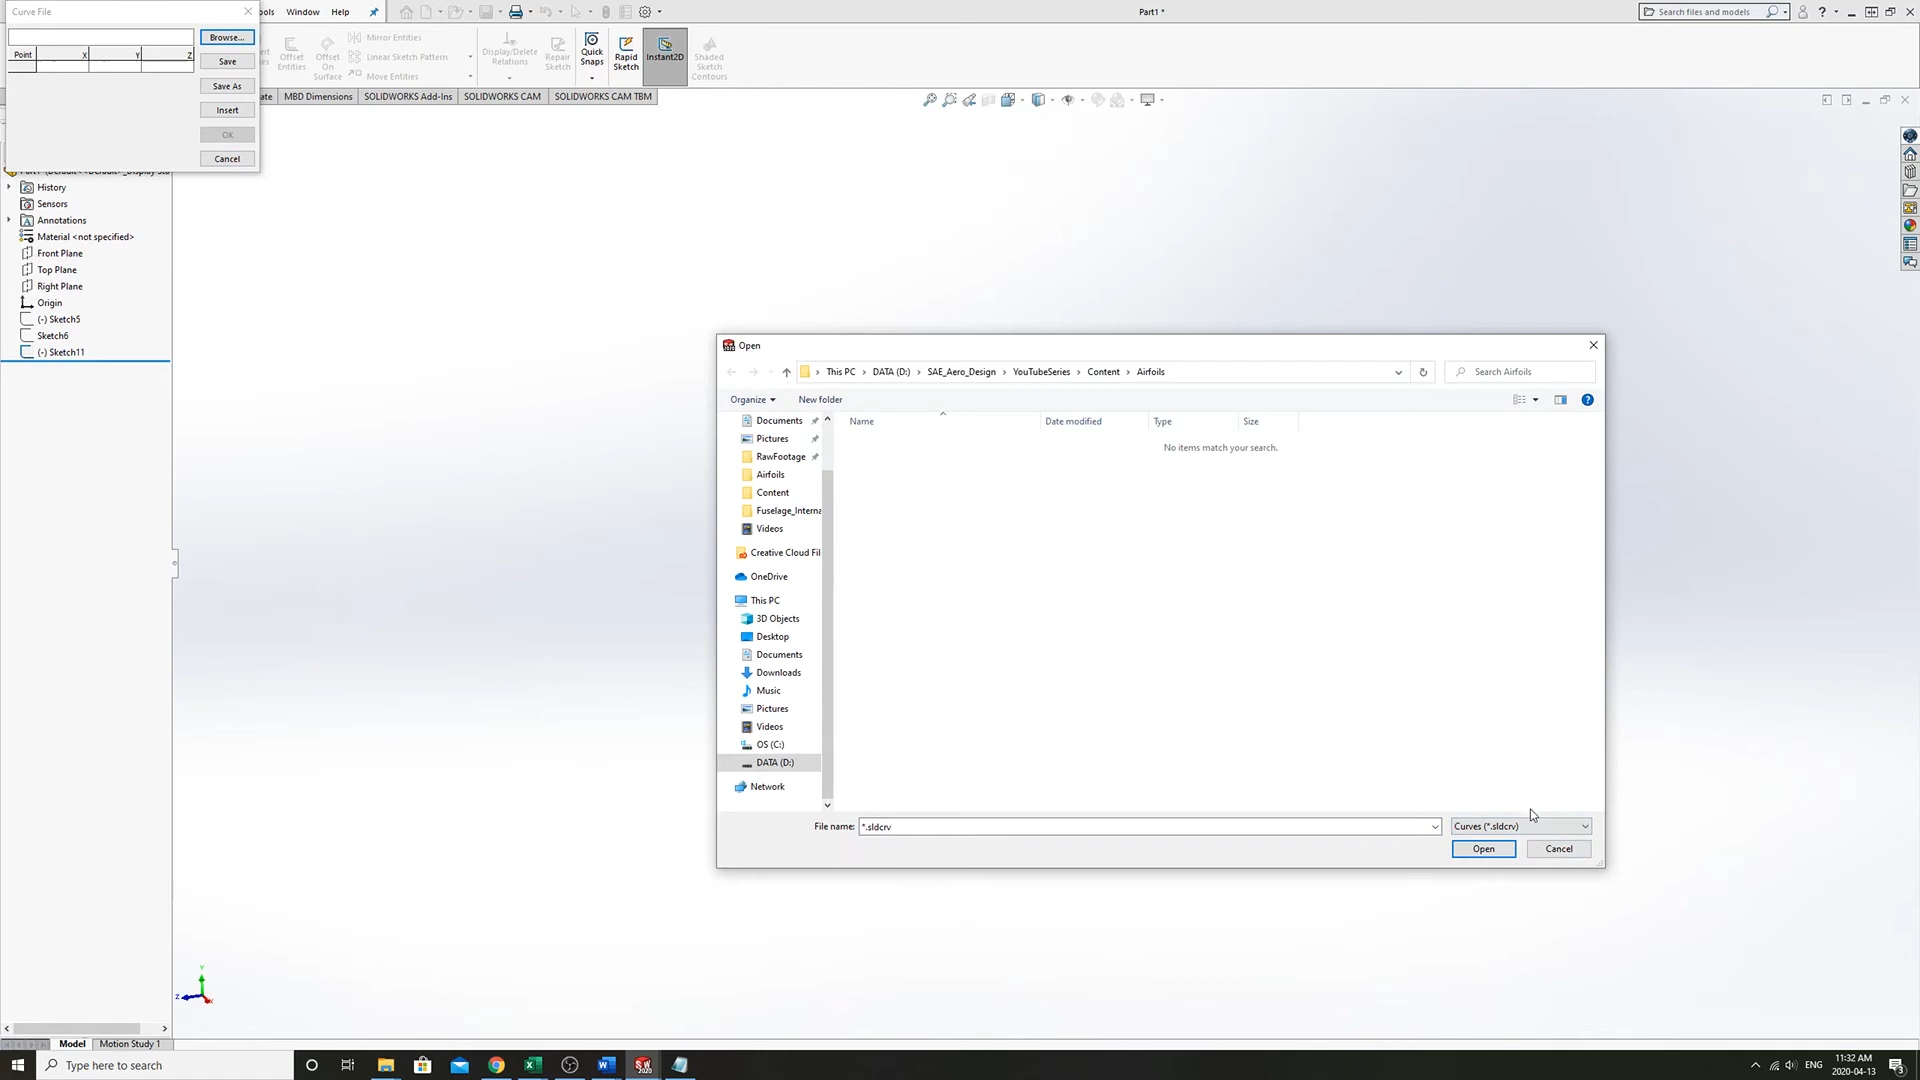 Curve File
ols Window Help
Part1 *
Search files and models
Browse...
Point X Y Z
Save
Save As
Insert
OK
Cancel
Offset Entities
Offset On Surface
Mirror Entities
Linear Sketch Pattern
Move Entities
Display/Delete Relations
Repair Sketch
Quick Snaps
Rapid Sketch
Instant2D
Shaded Sketch Contours
ate MBD Dimensions SOLIDWORKS Add-Ins SOLIDWORKS CAM SOLIDWORKS CAM TBM
History
Sensors
Annotations
Material <not specified>
Front Plane
Top Plane
Right Plane
Origin
(-) Sketch5
Sketch6
(-) Sketch11
Open
This PC › DATA (D:) › SAE_Aero_Design › YouTubeSeries › Content › Airfoils
Search Airfoils
Organize New folder
Name Date modified Type Size
No items match your search.
Documents
Pictures
RawFootage
Airfoils
Content
Fuselage_Interna
Videos
Creative Cloud Fil
OneDrive
This PC
3D Objects
Desktop
Documents
Downloads
Music
Pictures
Videos
OS (C:)
DATA (D:)
Network
File name: *.sldcrv
Curves (*.sldcrv)
Open Cancel
Y
Z
Model Motion Study 1
Type here to search
ENG
11:32 AM
2020-04-13